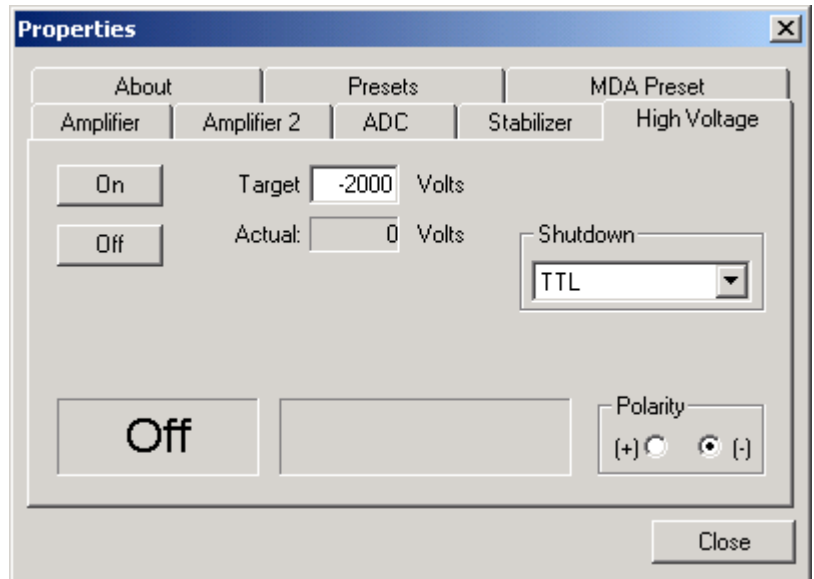 Properties
About Presets MDA Preset
Amplifier Amplifier 2 ADC Stabilizer High Voltage
On Target -2000 Volts
Off Actual: 0 Volts
Shutdown
TTL
Off
Polarity
(+) (-)
Close